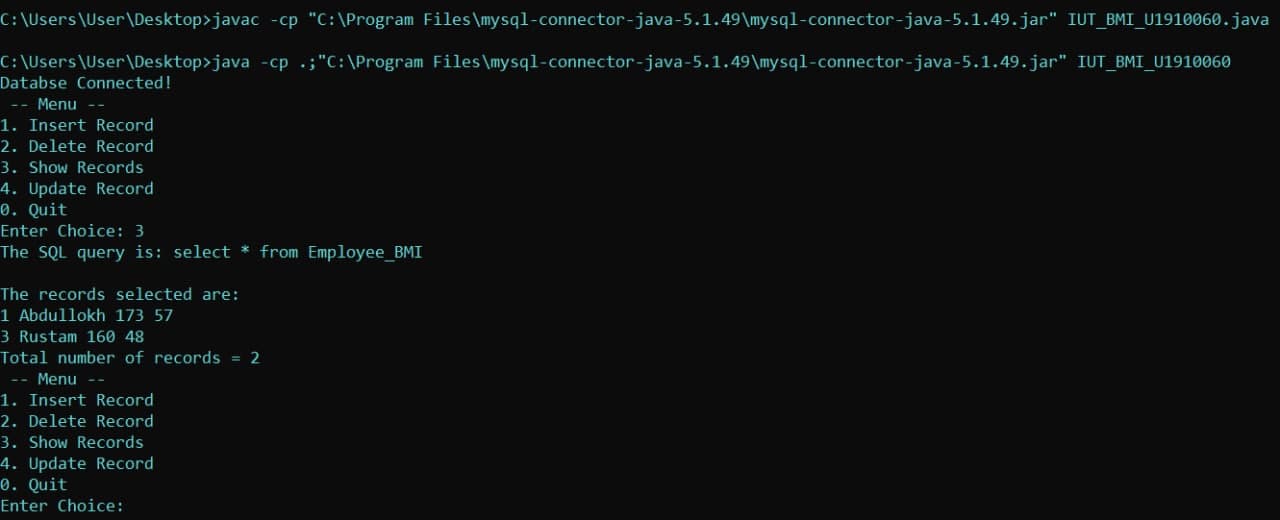 C:\Users\User\Desktop>javac -cp "C:\Program Files\mysql-connector-java-5.1.49\mysql-connector-java-5.1.49.jar" IUT_BMI_U1910060.java
C:\Users\User\Desktop>java -cp .;"C:\Program Files\mysql-connector-java-5.1.49\mysql-connector-java-5.1.49.jar" IUT_BMI_U1910060
Databse Connected!
-- Menu --
1. Insert Record
2. Delete Record
3. Show Records
4. Update Record
0. Quit
Enter Choice: 3
The SQL query is: select * from Employee_BMI
The records selected are:
1 Abdullokh 173 57
3 Rustam 160 48
Total number of records = 2
-- Menu --
1. Insert Record
2. Delete Record
3. Show Records
4. Update Record
0. Quit
Enter Choice: